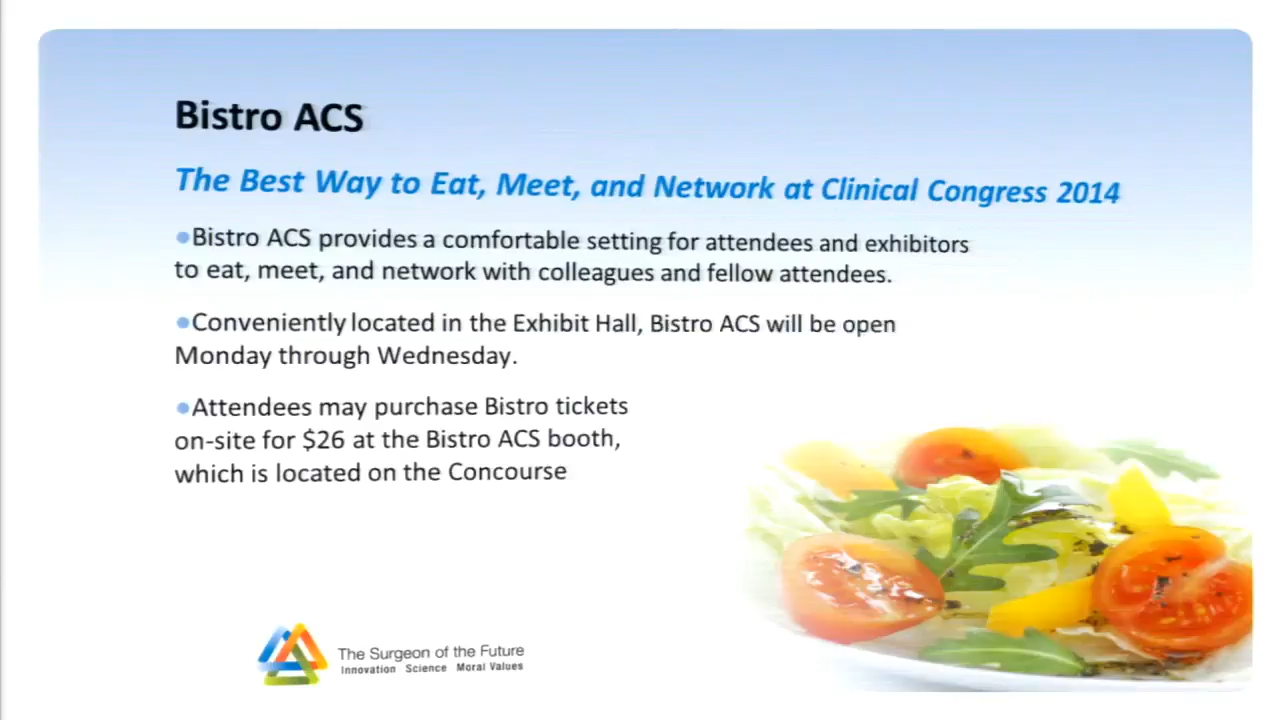 Bistro ACS
The Best Way to Eat, Meet, and Network at Clinical Congress 2014
●Bistro ACS provides a comfortable setting for attendees and exhibitors
to eat, meet, and network with colleagues and fellow attendees.
●Conveniently located in the Exhibit Hall, Bistro ACS will be open
Monday through Wednesday.
●Attendees may purchase Bistro tickets
on-site for $26 at the Bistro ACS booth,
which is located on the Concourse
The Surgeon of the Future
Innovation Science Moral Values